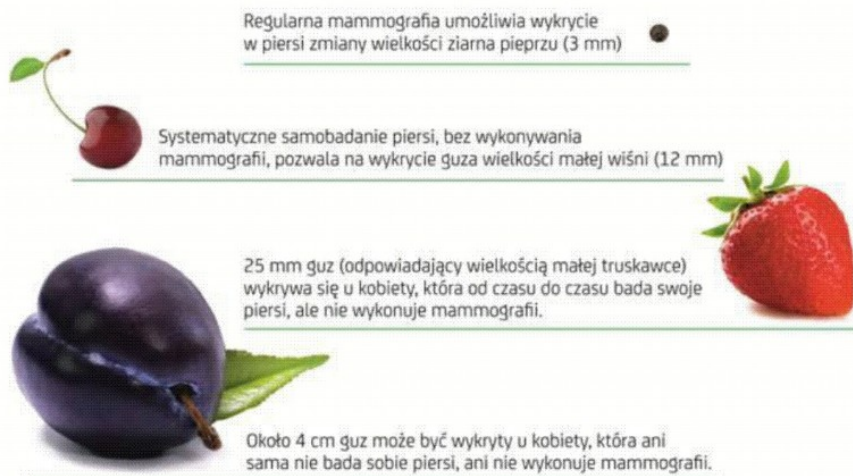 Regularna mammografia umożliwia wykrycie
w piersi zmiany wielkości ziarna pieprzu (3 mm)
Systematyczne samobadanie piersi, bez wykonywania
mammografii, pozwala na wykrycie guza wielkości małej wiśni (12 mm)
25 mm guz (odpowiadający wielkością małej truskawce)
wykrywa się u kobiety, która od czasu do czasu bada swoje
piersi, ale nie wykonuje mammografii.
Około 4 cm guz może być wykryty u kobiety, która ani
sama nie bada sobie piersi, ani nie wykonuje mammografii.